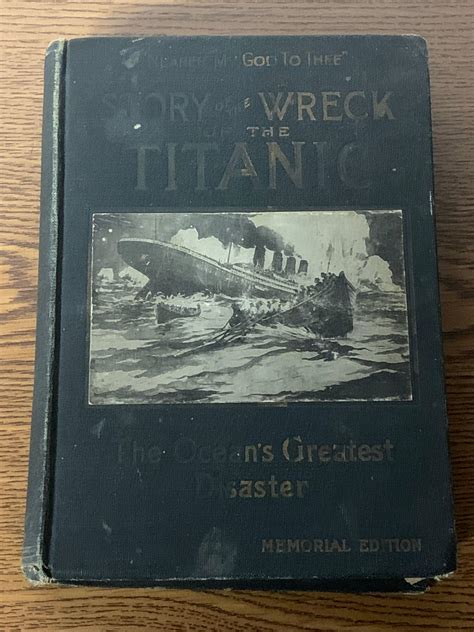 "NEARER MY GOD TO THEE"
STORY OF THE WRECK
OF THE
TITANIC
The Ocean's Greatest
Disaster
MEMORIAL EDITION